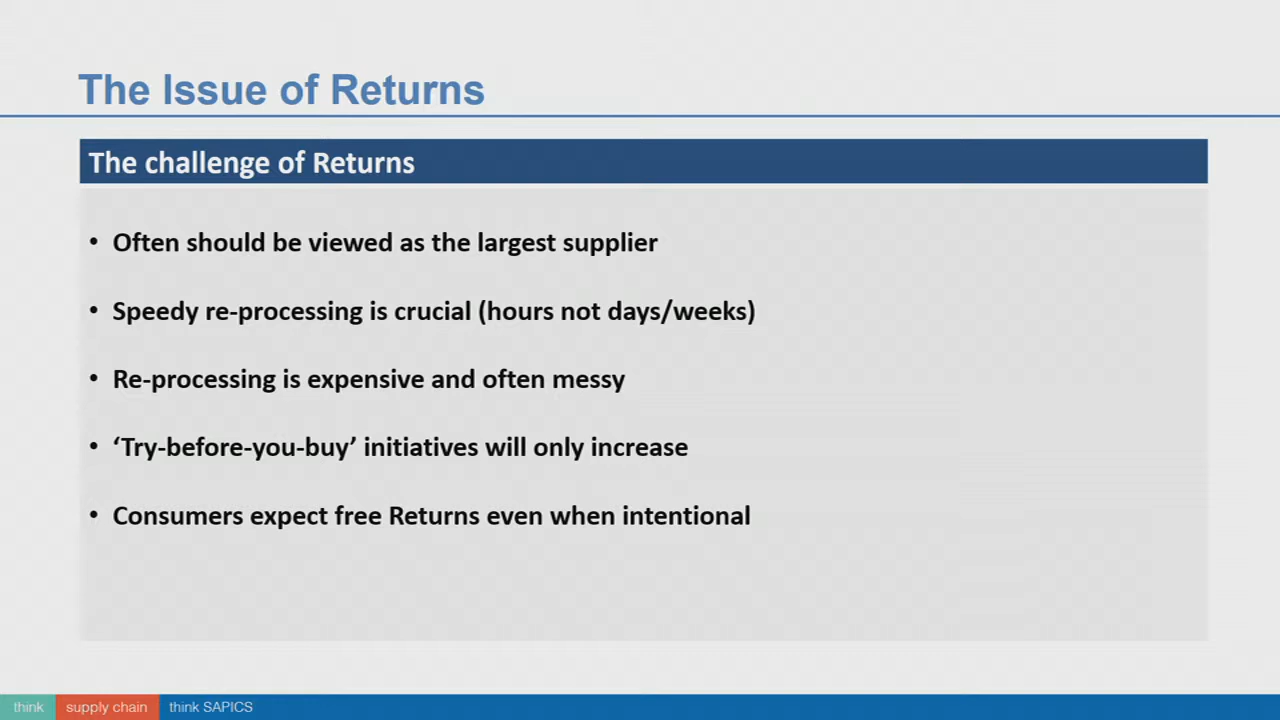 The Issue of Returns
The challenge of Returns
• Often should be viewed as the largest supplier
• Speedy re-processing is crucial (hours not days/weeks)
• Re-processing is expensive and often messy
• ‘Try-before-you-buy’ initiatives will only increase
• Consumers expect free Returns even when intentional
think supply chain think SAPICS